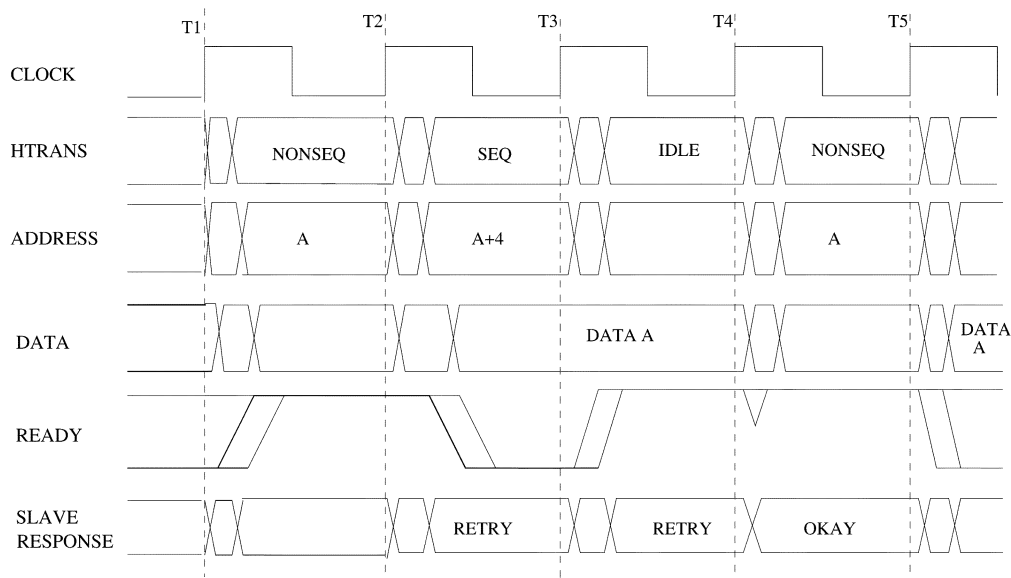 T1 T2 T3 T4 T5
CLOCK
HTRANS NONSEQ SEQ IDLE NONSEQ
ADDRESS A A+4 A
DATA DATA A DATA
A
READY
SLAVE
RESPONSE RETRY RETRY OKAY